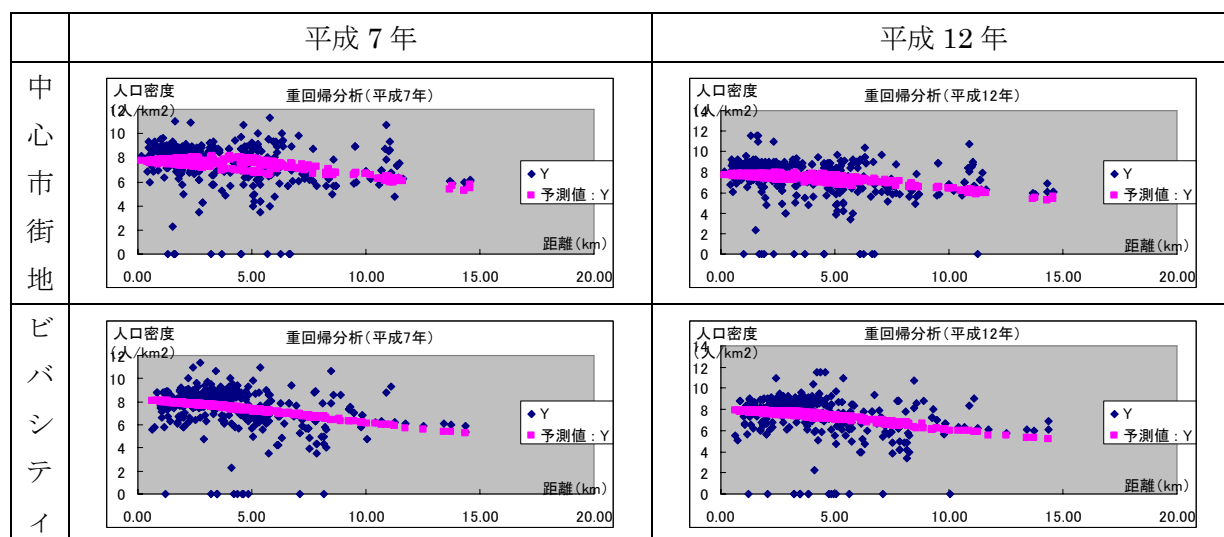 平成 7 年
平成 12 年
中心市街地
人口密度
(人/km2)
重回帰分析(平成7年)
12
10
8
6
4
2
0
0.00 5.00 10.00 15.00 20.00
距離(km)
Y
予測値:Y
人口密度
(人/km2)
重回帰分析(平成12年)
14
12
10
8
6
4
2
0
0.00 5.00 10.00 15.00 20.00
距離(km)
Y
予測値:Y
ビバシティ
人口密度
(人/km2)
重回帰分析(平成7年)
12
10
8
6
4
2
0
0.00 5.00 10.00 15.00 20.00
距離(km)
Y
予測値:Y
人口密度
(人/km2)
重回帰分析(平成12年)
14
12
10
8
6
4
2
0
0.00 5.00 10.00 15.00 20.00
距離(km)
Y
予測値:Y